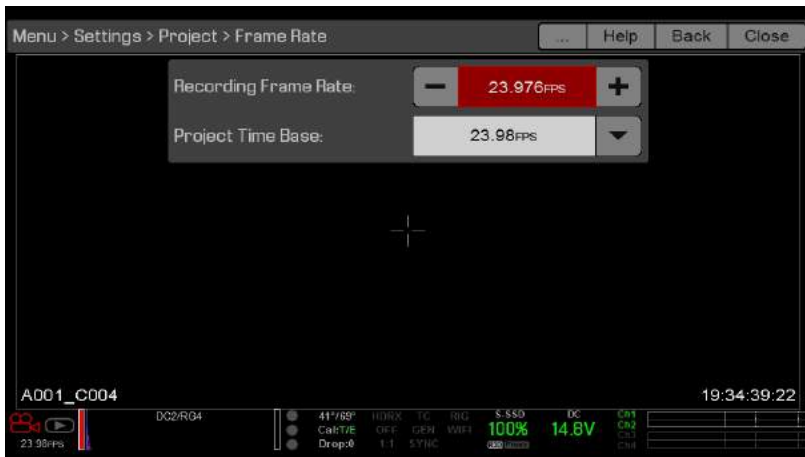 Menu > Settings > Project > Frame Rate ... Help Back Close
Recording Frame Rate: − 23.976FPS +
Project Time Base: 23.98FPS
A001_C004 19:34:39:22
DC2/RG4 41°/69° HDRX TC RIG S.SSD DC Ch1
Cal:T/E OFF GEN WIFI 100% 14.8V Ch2
Ch3
23.98FPS Drop:0 1:1 SYNC Ch4